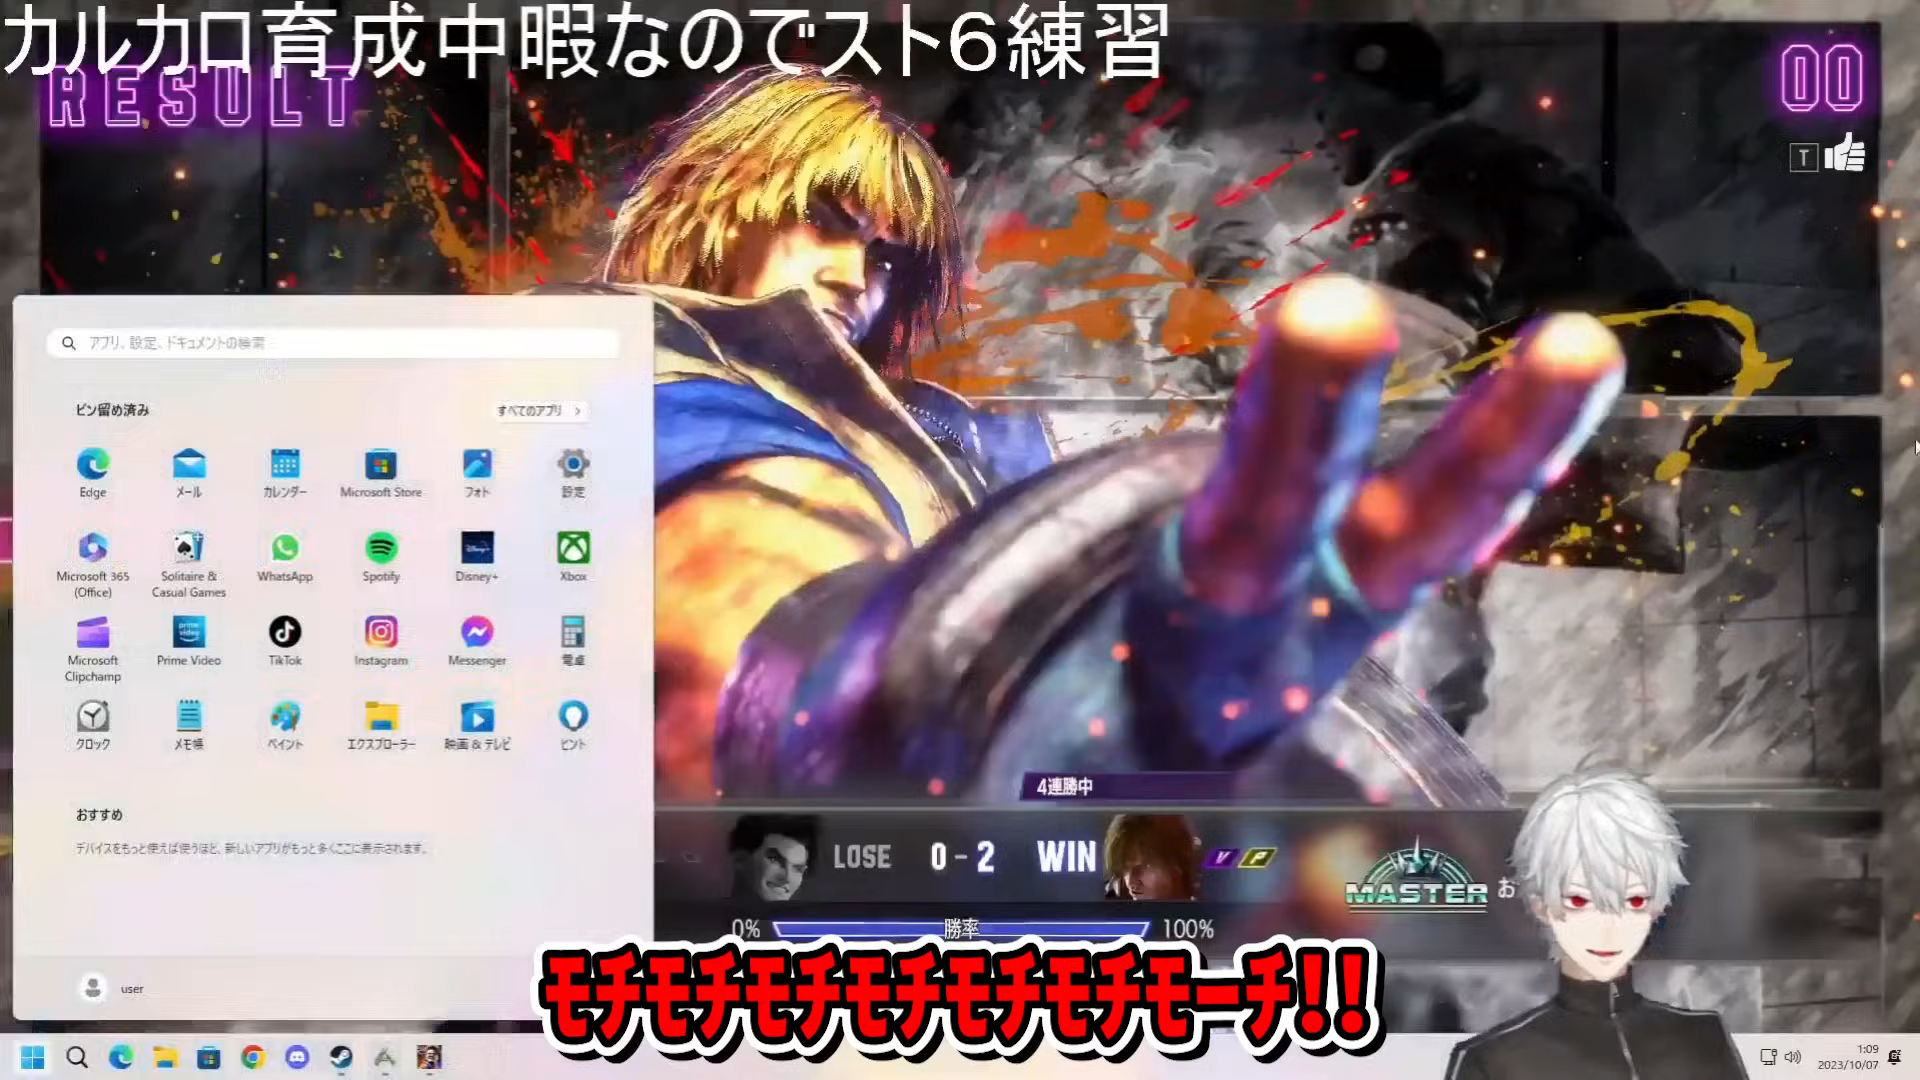 カルカロ育成中暇なのでスト6練習
RESULT
00
T
アプリ、設定、ドキュメントの検索
ピン留め済み
すべてのアプリ
Edge
メール
カレンダー
Microsoft Store
フォト
設定
Microsoft 365 (Office)
Solitaire & Casual Games
WhatsApp
Spotify
Disney+
Xbox
Microsoft Clipchamp
prime video
Prime Video
TikTok
Instagram
Messenger
電卓
クロック
メモ帳
ペイント
エクスプローラー
映画 & テレビ
ヒント
おすすめ
デバイスをもっと使えば使うほど、新しいアプリがもっと多くここに表示されます。
user
4連勝中
LOSE 0 - 2 WIN
V P
MASTER お
0% 勝率 100%
モチモチモチモチモチモチモーチ!!
1:09
2023/10/07